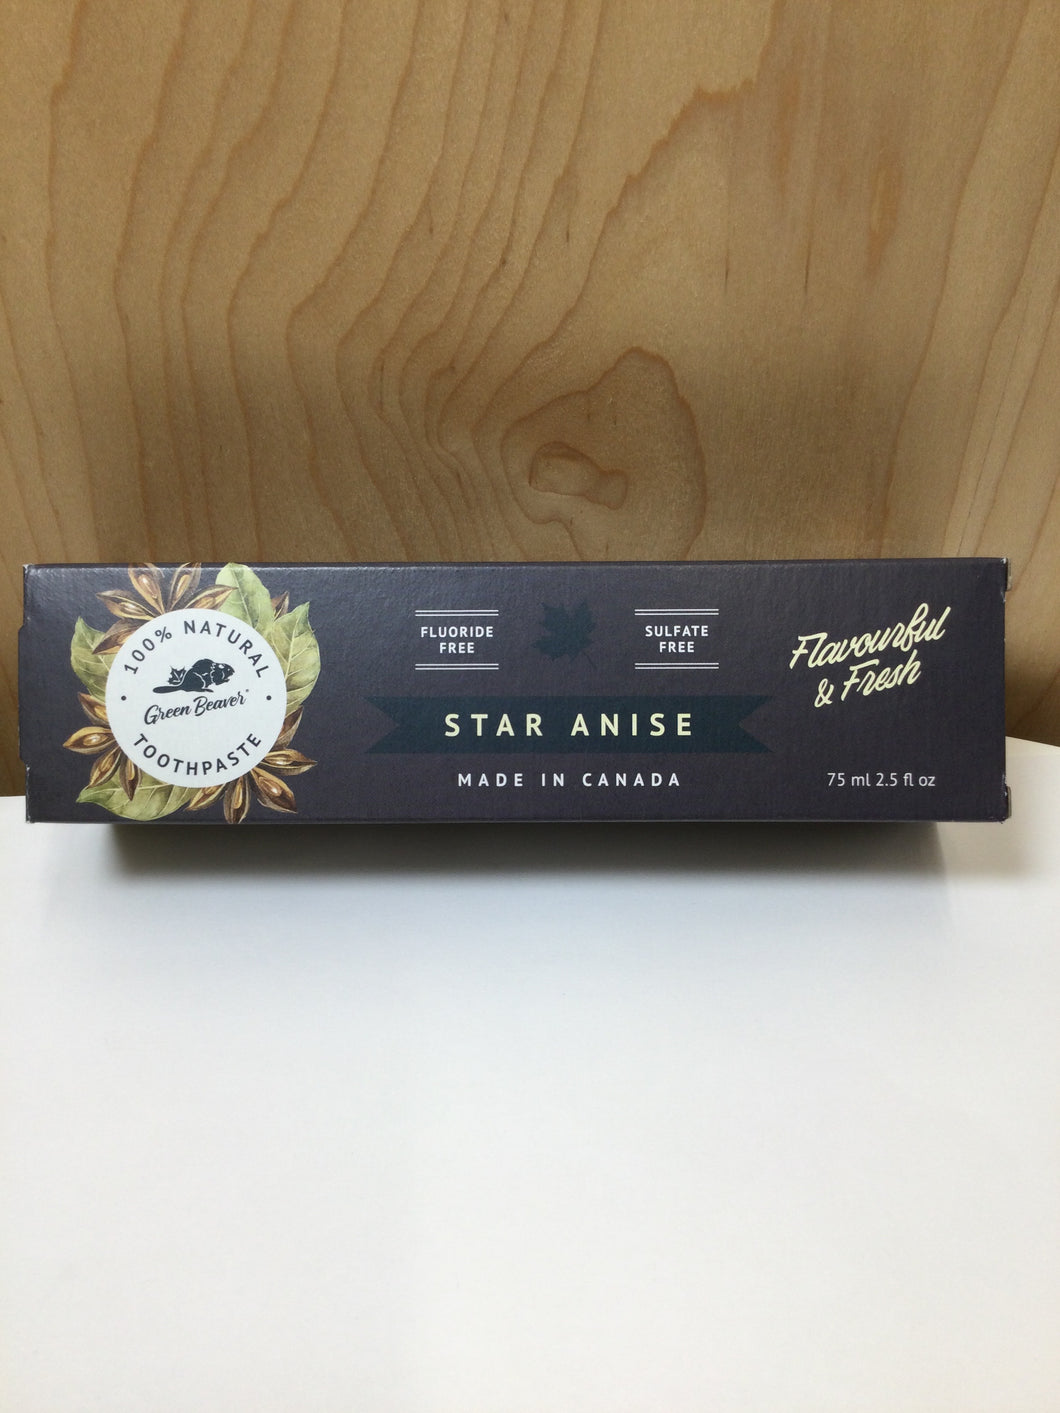 100% NATURAL
Green Beaver®
TOOTHPASTE
FLUORIDE
FREE
SULFATE
FREE
STAR ANISE
MADE IN CANADA
Flavourful
& Fresh
75 ml 2.5 fl oz